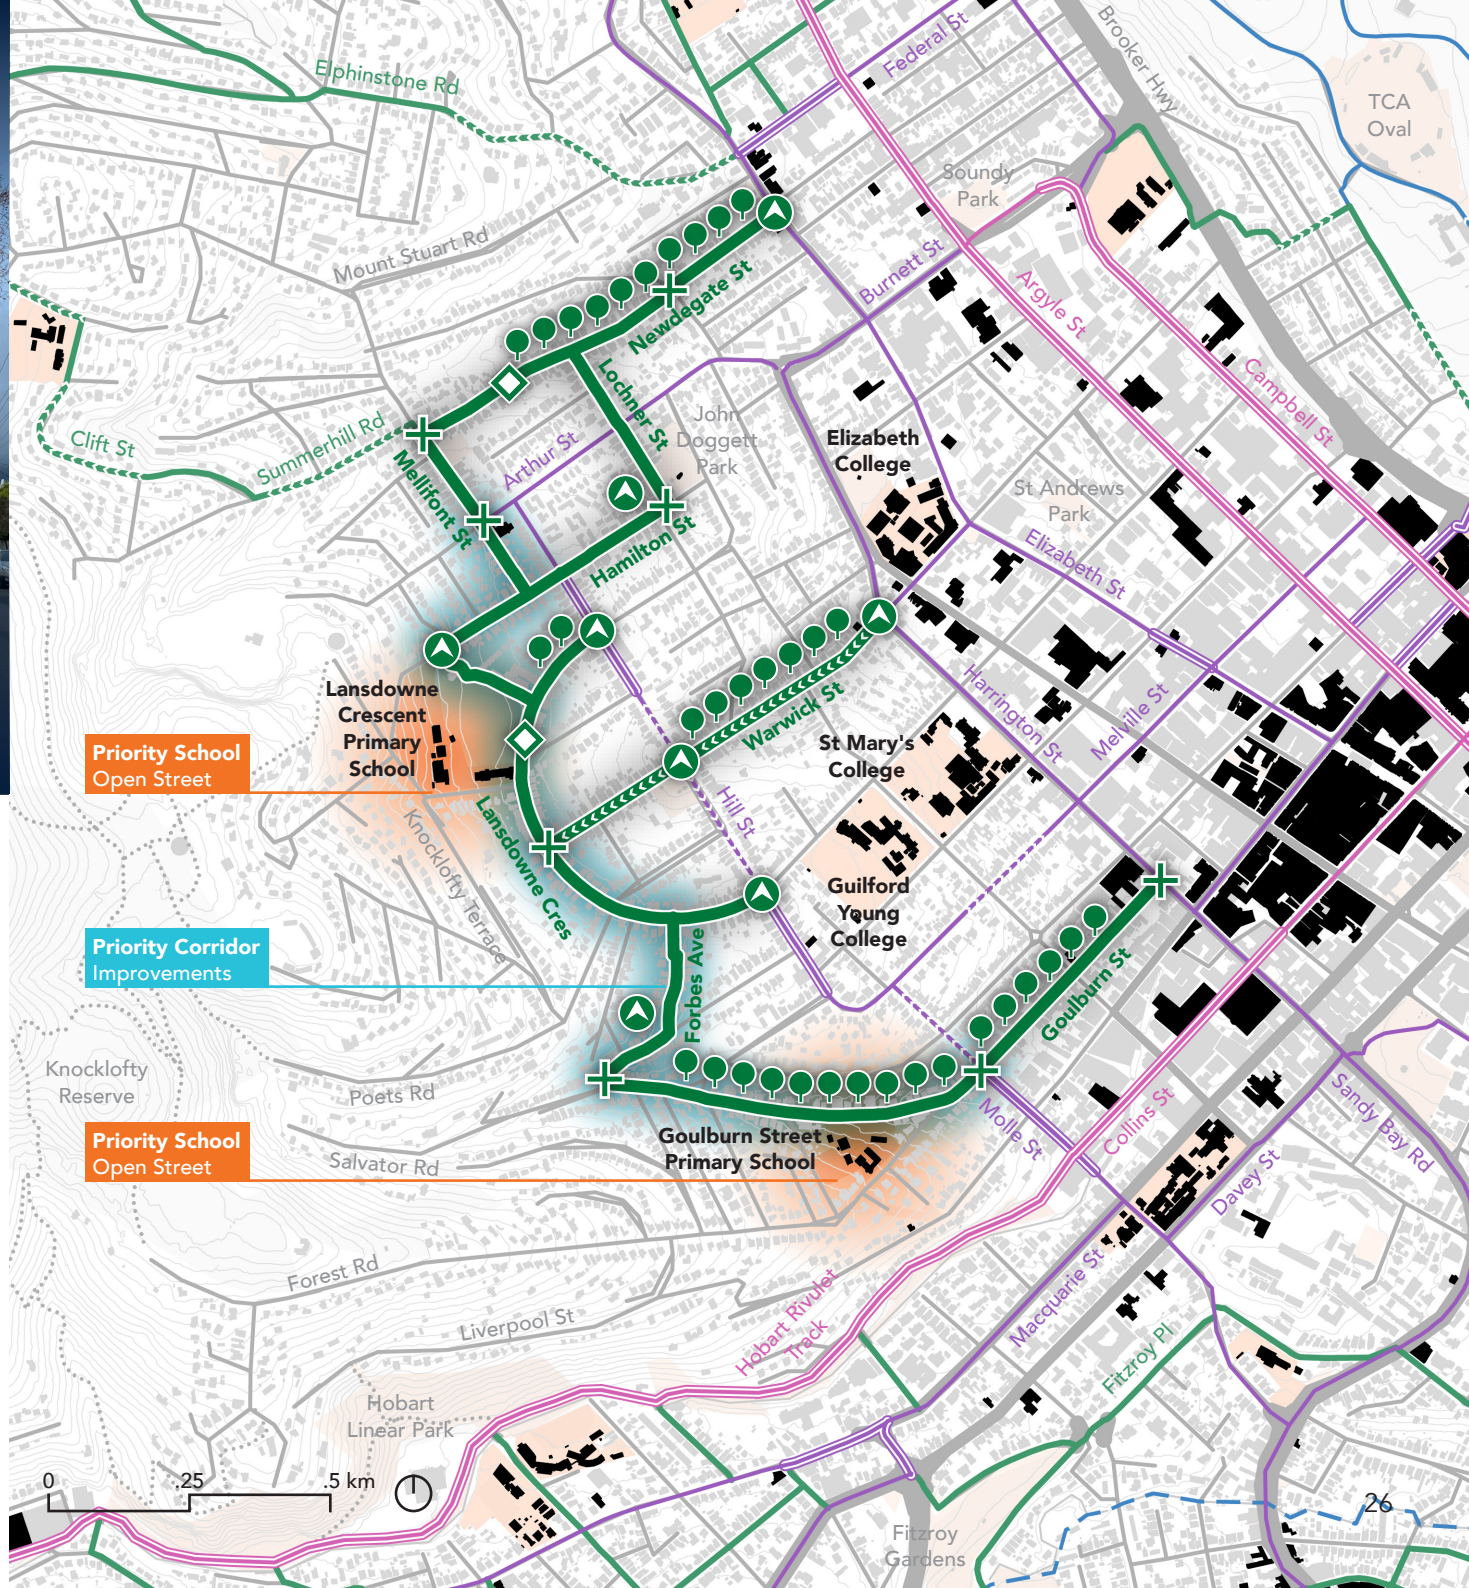 Elphinstone Rd
Federal St
Brooker Hwy
TCA
Oval
Soundy
Park
Mount Stuart Rd
Burnett St
Newdegate St
Argyle St
Lochner St
Campbell St
John
Doggett
Park
Clift St
Summerhill Rd
Mellifont St
Arthur St
Elizabeth
College
St Andrews
Park
Hamilton St
Elizabeth St
Lansdowne
Crescent
Primary
School
Warwick St
Harrington St
Melville St
St Mary's
College
Priority School
Open Street
Hill St
Lansdowne Cres
Knocklofty Terrace
Guilford
Young
College
Priority Corridor
Improvements
Forbes Ave
Goulburn St
Knocklofty
Reserve
Poets Rd
Priority School
Open Street
Salvator Rd
Goulburn Street
Primary School
Molle St
Collins St
Sandy Bay Rd
Davey St
Forest Rd
Liverpool St
Hobart Rivulet
Track
Macquarie St
Fitzroy Pl
Hobart
Linear Park
0 .25 .5 km
Fitzroy
Gardens
26